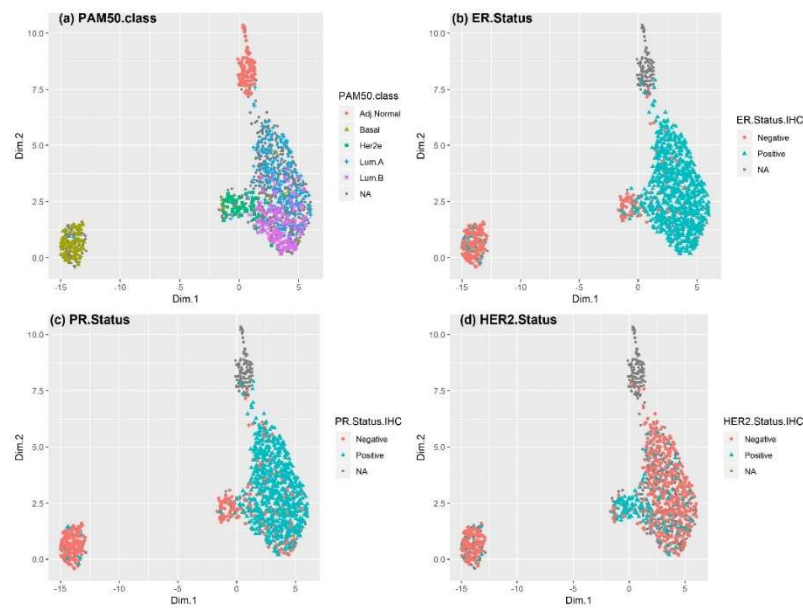 (a) PAM50.class
10.0
7.5
5.0
2.5
0.0
Dim.2
-15
-10
-5
0
5
Dim.1
PAM50.class
Adj.Normal
Basal
Her2e
Lum.A
Lum.B
NA
(b) ER.Status
10.0
7.5
5.0
2.5
0.0
Dim.2
-15
-10
-5
0
5
Dim.1
ER.Status.IHC
Negative
Positive
NA
(c) PR.Status
10.0
7.5
5.0
2.5
0.0
Dim.2
-15
-10
-5
0
5
Dim.1
PR.Status.IHC
Negative
Positive
NA
(d) HER2.Status
10.0
7.5
5.0
2.5
0.0
Dim.2
-15
-10
-5
0
5
Dim.1
HER2.Status.IHC
Negative
Positive
NA